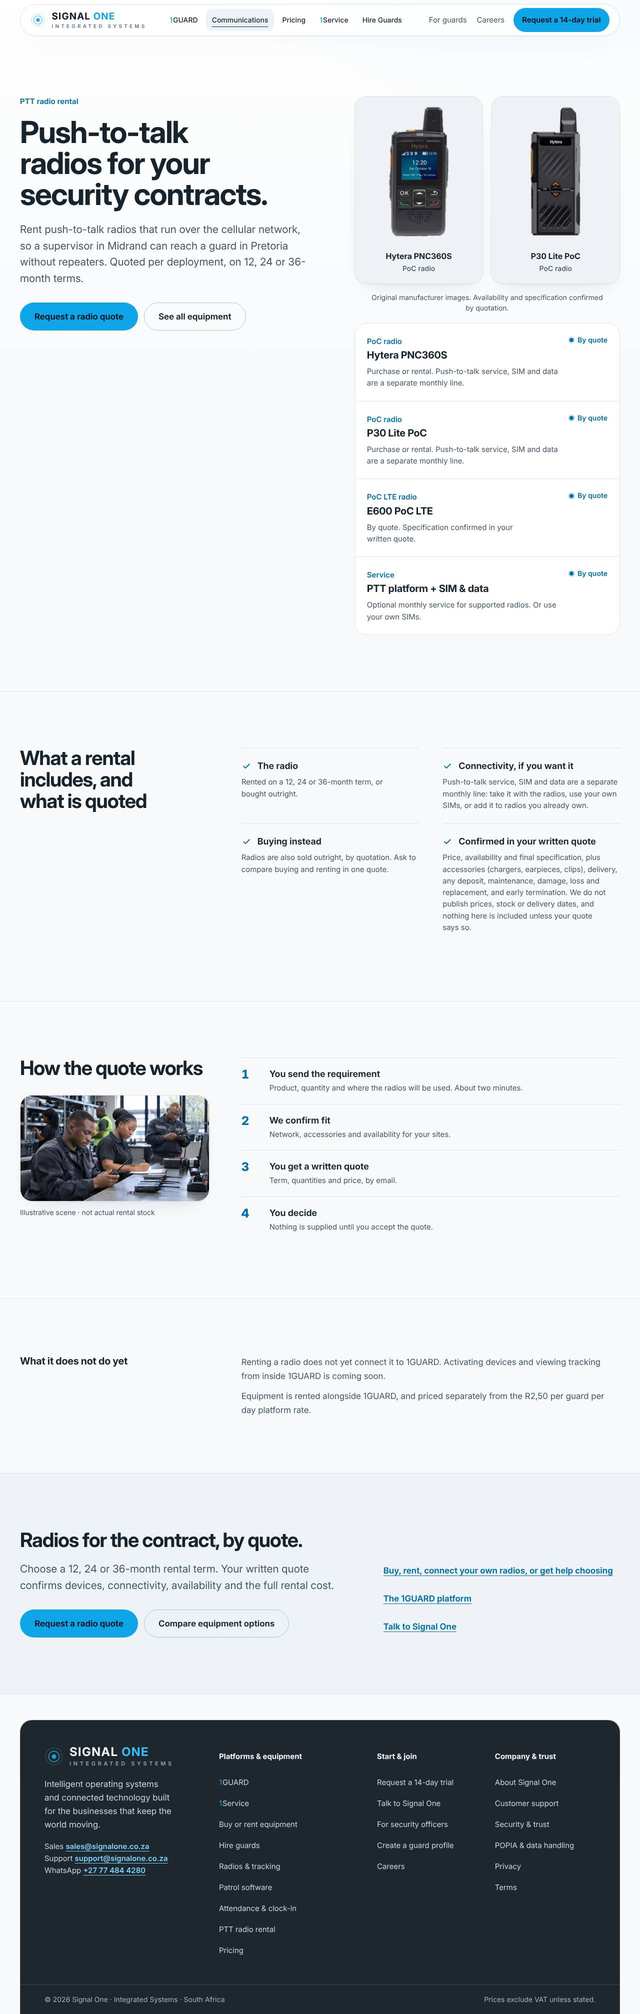 SIGNAL ONE
INTEGRATED SYSTEMS
1GUARD
Communications
Pricing
1Service
Hire Guards
For guards
Careers
Request a 14-day trial
PTT radio rental
Push-to-talk
radios for your
security contracts.
Rent push-to-talk radios that run over the cellular network,
so a supervisor in Midrand can reach a guard in Pretoria
without repeaters. Quoted per deployment, on 12, 24 or 36-
month terms.
Request a radio quote
See all equipment
Hytera
12:20
OK
Hytera PNC360S
PoC radio
Hytera
P30 Lite PoC
PoC radio
Original manufacturer images. Availability and specification confirmed
by quotation.
PoC radio
By quote
Hytera PNC360S
Purchase or rental. Push-to-talk service, SIM and data
are a separate monthly line.
PoC radio
By quote
P30 Lite PoC
Purchase or rental. Push-to-talk service, SIM and data
are a separate monthly line.
PoC LTE radio
By quote
E600 PoC LTE
By quote. Specification confirmed in your
written quote.
Service
By quote
PTT platform + SIM & data
Optional monthly service for supported radios. Or use
your own SIMs.
What a rental
includes, and
what is quoted
The radio
Rented on a 12, 24 or 36-month term, or
bought outright.
Connectivity, if you want it
Push-to-talk service, SIM and data are a separate
monthly line: take it with the radios, use your own
SIMs, or add it to radios you already own.
Buying instead
Radios are also sold outright, by quotation. Ask to
compare buying and renting in one quote.
Confirmed in your written quote
Price, availability and final specification, plus
accessories (chargers, earpieces, clips), delivery,
any deposit, maintenance, damage, loss and
replacement, and early termination. We do not
publish prices, stock or delivery dates, and
nothing here is included unless your quote
says so.
How the quote works
Illustrative scene · not actual rental stock
1
You send the requirement
Product, quantity and where the radios will be used. About two minutes.
2
We confirm fit
Network, accessories and availability for your sites.
3
You get a written quote
Term, quantities and price, by email.
4
You decide
Nothing is supplied until you accept the quote.
What it does not do yet
Renting a radio does not yet connect it to 1GUARD. Activating devices and viewing tracking
from inside 1GUARD is coming soon.
Equipment is rented alongside 1GUARD, and priced separately from the R2,50 per guard per
day platform rate.
Radios for the contract, by quote.
Choose a 12, 24 or 36-month rental term. Your written quote
confirms devices, connectivity, availability and the full rental cost.
Request a radio quote
Compare equipment options
Buy, rent, connect your own radios, or get help choosing
The 1GUARD platform
Talk to Signal One
SIGNAL ONE
INTEGRATED SYSTEMS
Intelligent operating systems
and connected technology built
for the businesses that keep the
world moving.
Sales sales@signalone.co.za
Support support@signalone.co.za
WhatsApp +27 77 484 4280
Platforms & equipment
1GUARD
1Service
Buy or rent equipment
Hire guards
Radios & tracking
Patrol software
Attendance & clock-in
PTT radio rental
Pricing
Start & join
Request a 14-day trial
Talk to Signal One
For security officers
Create a guard profile
Careers
Company & trust
About Signal One
Customer support
Security & trust
POPIA & data handling
Privacy
Terms
© 2026 Signal One · Integrated Systems · South Africa
Prices exclude VAT unless stated.